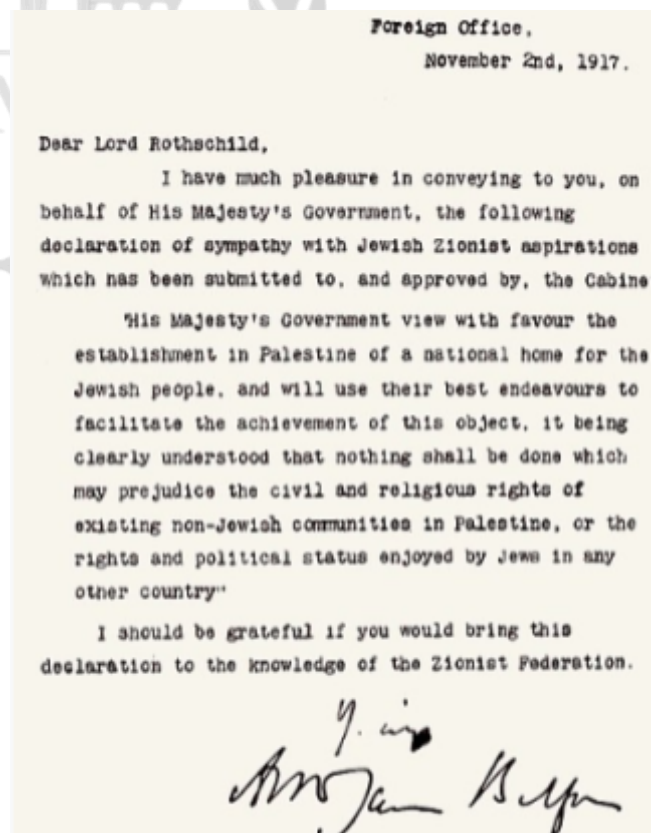 Foreign Office,
November 2nd, 1917.
Dear Lord Rothschild,
I have much pleasure in conveying to you, on
behalf of His Majesty's Government, the following
declaration of sympathy with Jewish Zionist aspirations
which has been submitted to, and approved by, the Cabine
"His Majesty's Government view with favour the
establishment in Palestine of a national home for the
Jewish people, and will use their best endeavours to
facilitate the achievement of this object, it being
clearly understood that nothing shall be done which
may prejudice the civil and religious rights of
existing non-Jewish communities in Palestine, or the
rights and political status enjoyed by Jews in any
other country"
I should be grateful if you would bring this
declaration to the knowledge of the Zionist Federation.